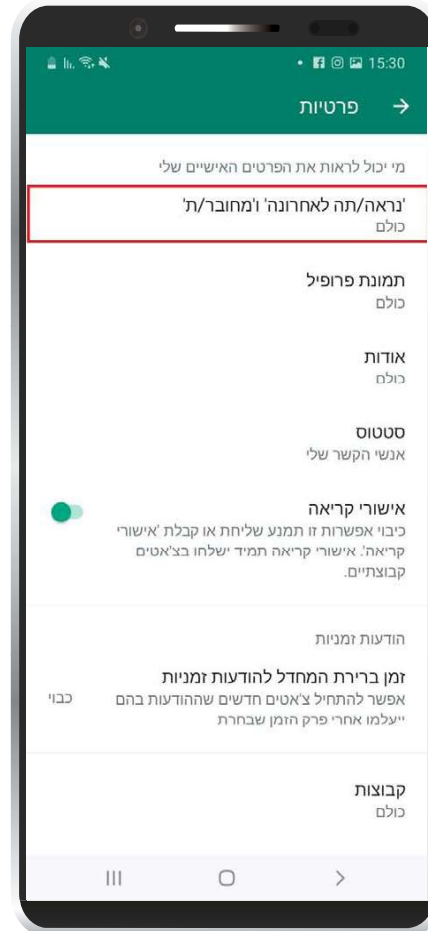 15:30
פרטיות
מי יכול לראות את הפרטים האישיים שלי
'נראה/תה לאחרונה' ו'מחובר/ת'
כולם
תמונת פרופיל
כולם
אודות
כולם
סטטוס
אנשי הקשר שלי
אישורי קריאה
כיבוי אפשרות זו תמנע שליחת או קבלת 'אישורי
קריאה'. אישורי קריאה תמיד ישלחו בצ'אטים
קבוצתיים.
הודעות זמניות
זמן ברירת המחדל להודעות זמניות
אפשר להתחיל צ'אטים חדשים שההודעות בהם
ייעלמו אחרי פרק הזמן שבחרת
כבוי
קבוצות
כולם